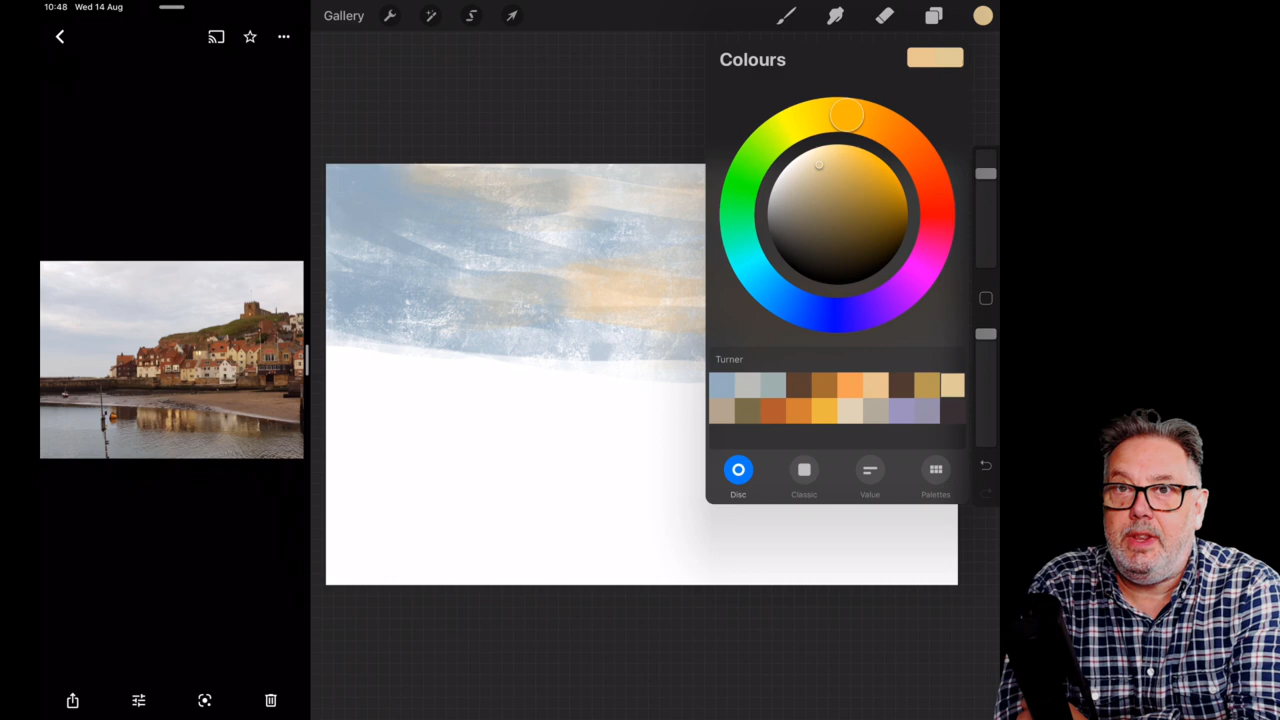 10:48 Wed 14 Aug
Gallery
Colours
Turner
Disc
Classic
Value
Palettes